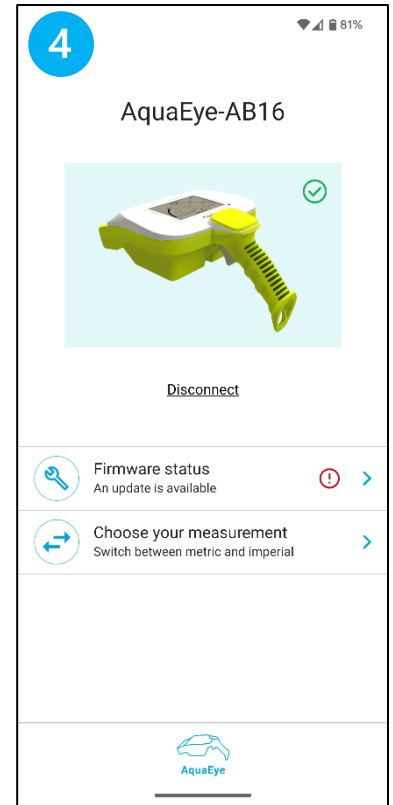 4
81%
AquaEye-AB16
Disconnect
Firmware status
An update is available
Choose your measurement
Switch between metric and imperial
AquaEye